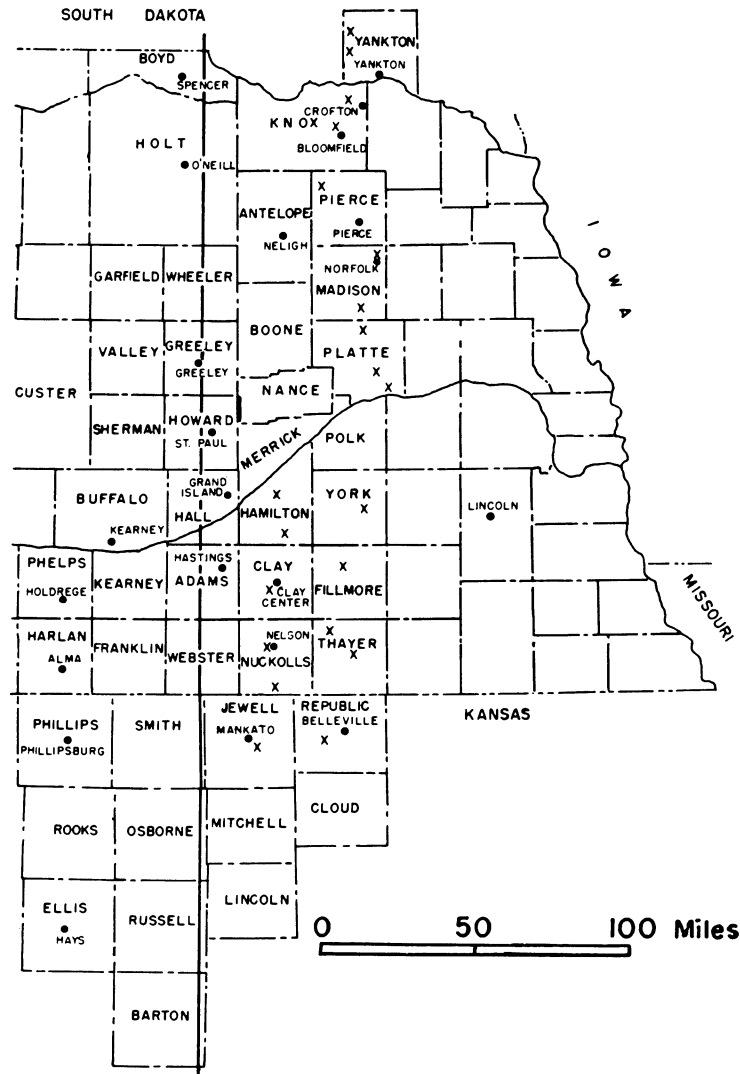 SOUTH DAKOTA
YANKTON
YANKTON
BOYD
SPENCER
CROFTON
KNOX
BLOOMFIELD
HOLT
O'NEILL
PIERCE
ANTELOPE
PIERCE
NELIGH
IOWA
NORFOLK
GARFIELD
WHEELER
MADISON
BOONE
VALLEY
GREELEY
GREELEY
PLATTE
CUSTER
NANCE
SHERMAN
HOWARD
ST. PAUL
MERRICK
POLK
BUFFALO
GRAND
ISLAND
HALL
HAMILTON
YORK
LINCOLN
KEARNEY
PHELPS
HOLDREGE
KEARNEY
HASTINGS
ADAMS
CLAY
CLAY
CENTER
FILLMORE
MISSOURI
HARLAN
ALMA
FRANKLIN
WEBSTER
NELSON
NUCKOLLS
THAYER
KANSAS
PHILLIPS
PHILLIPSBURG
SMITH
JEWELL
MANKATO
REPUBLIC
BELLEVILLE
ROOKS
OSBORNE
MITCHELL
CLOUD
ELLIS
HAYS
RUSSELL
LINCOLN
0 50 100 Miles
BARTON